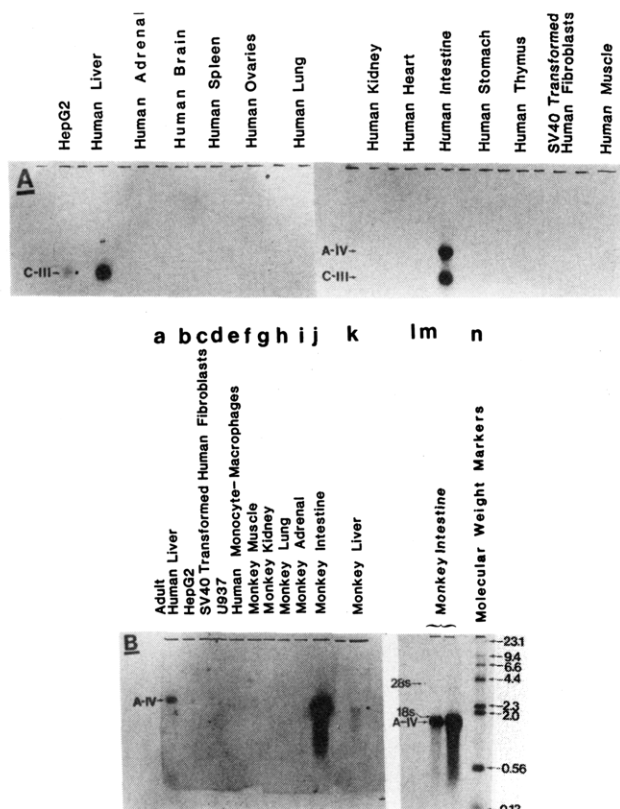 HepG2
Human Liver
Human Adrenal
Human Brain
Human Spleen
Human Ovaries
Human Lung
Human Kidney
Human Heart
Human Intestine
Human Stomach
Human Thymus
SV40 Transformed
Human Fibroblasts
Human Muscle
A
C-III-
A-IV-
C-III-
a b c d e f g h i j k l m n
Adult
Human Liver
HepG2
SV40 Transformed Human Fibroblasts
U937
Human Monocyte-Macrophages
Monkey Muscle
Monkey Kidney
Monkey Lung
Monkey Adrenal
Monkey Intestine
Monkey Liver
Monkey Intestine
Molecular Weight Markers
B
A-IV-
28s
18s
A-IV
23.1
9.4
6.6
4.4
2.3
2.0
0.56